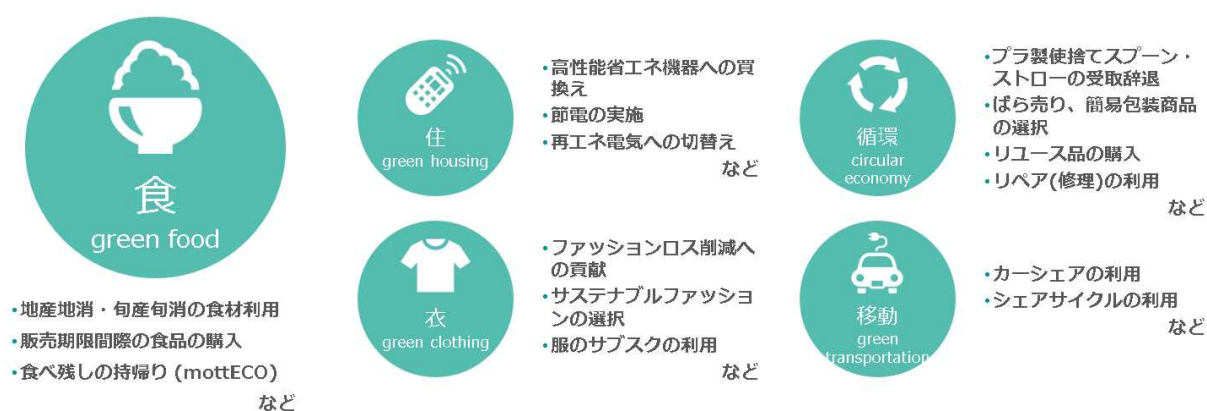 食
green food
・地産地消・旬産旬消の食材利用
・販売期限間際の食品の購入
・食べ残しの持帰り (mottECO)
など
住
green housing
・高性能省エネ機器への買
換え
・節電の実施
・再エネ電気への切替え
など
衣
green clothing
・ファッションロス削減へ
の貢献
・サステナブルファッショ
ンの選択
・服のサブスクの利用
など
循環
circular
economy
・プラ製使捨てスプーン・
ストローの受取辞退
・ばら売り、簡易包装商品
の選択
・リユース品の購入
・リペア(修理)の利用
など
移動
green
transportation
・カーシェアの利用
・シェアサイクルの利用
など